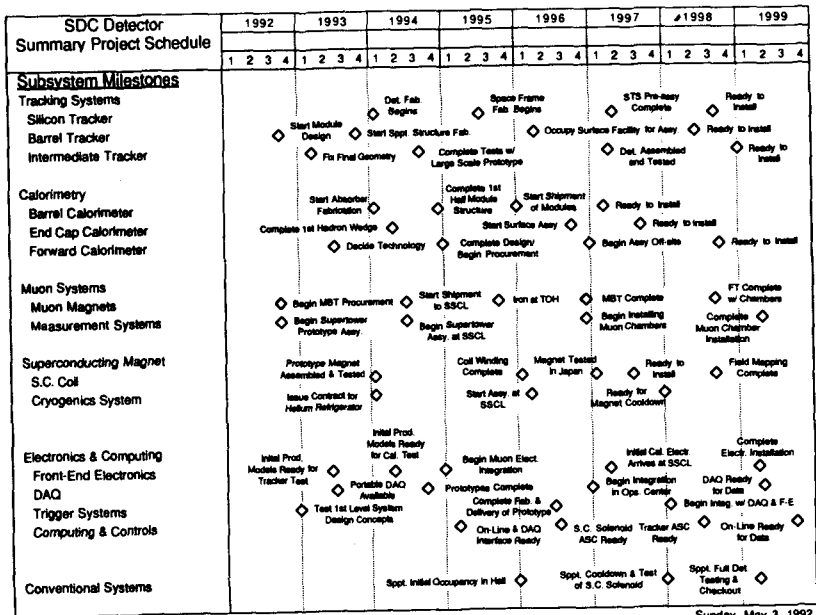 SDC Detector
Summary Project Schedule
1992 1993 1994 1995 1996 1997 1998 1999
1 2 3 4 1 2 3 4 1 2 3 4 1 2 3 4 1 2 3 4 1 2 3 4 1 2 3 4 1 2 3 4
Subsystem Milestones
Tracking Systems
Det. Fab. Begins
Space Frame Fab. Begins
STS Pre-assy Complete
Ready to Install
Silicon Tracker
Barrel Tracker
Start Module Design
Start Sppt. Structure Fab.
Occupy Surface Facility for Assy
Ready to Install
Intermediate Tracker
Fix Final Geometry
Complete Tests w/ Large Scale Prototype
Det. Assembled and Tested
Ready to Install
Calorimetry
Barrel Calorimeter
Start Absorber Fabrication
Complete 1st Half Module Structure
Start Shipment of Modules
Ready to Install
End Cap Calorimeter
Complete 1st Hadron Wedge
Start Surface Assy
Ready to Install
Forward Calorimeter
Decide Technology
Complete Design/ Begin Procurement
Begin Assy Off-site
Ready to Install
Muon Systems
Muon Magnets
Begin MBT Procurement
Start Shipment to SSCL
Iron at TOH
MBT Complete
FT Complete w/ Chambers
Measurement Systems
Begin Supertower Prototype Assy.
Begin Supertower Assy. at SSCL
Begin Installing Muon Chambers
Complete Muon Chamber Installation
Superconducting Magnet
S.C. Coil
Prototype Magnet Assembled & Tested
Coil Winding Complete
Magnet Tested in Japan
Ready to Install
Field Mapping Complete
Cryogenics System
Issue Contract for Helium Refrigerator
Start Assy. at SSCL
Ready for Magnet Cooldown
Electronics & Computing
Front-End Electronics
Inital Prod. Models Ready for Tracker Test
Inital Prod. Models Ready for Cal. Test
Begin Muon Elect. Integration
Initial Cal. Electr. Arrives at SSCL
Complete Electr. Installation
DAQ
Portable DAQ Available
Prototypes Complete
Begin Integration in Ops. Center
DAQ Ready for Data
Trigger Systems
Test 1st Level System Design Concepts
Complete Fab. & Delivery of Prototype
Begin Integ. w/ DAQ & F-E
Computing & Controls
On-Line & DAQ Interface Ready
S.C. Solenoid ASC Ready
Tracker ASC Ready
On-Line Ready for Data
Conventional Systems
Sppt. Initial Occupancy in Hall
Sppt. Cooldown & Test of S.C. Solenoid
Sppt. Full Det. Testing & Checkout
Sunday, May 3, 1992